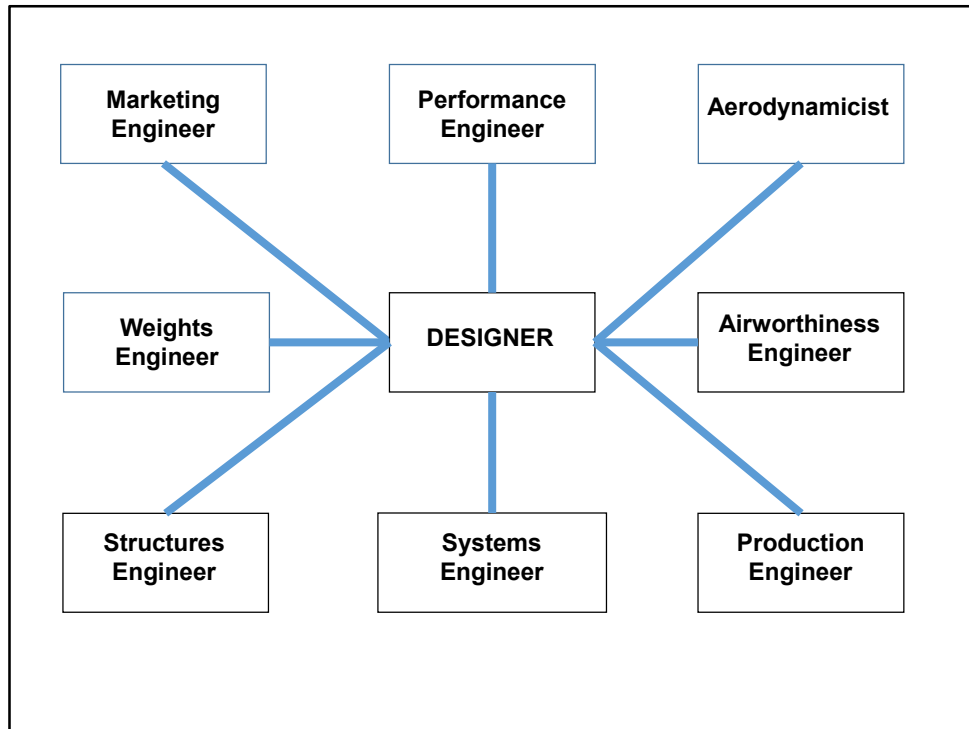 Marketing
Engineer
Performance
Engineer
Aerodynamicist
Weights
Engineer
DESIGNER
Airworthiness
Engineer
Structures
Engineer
Systems
Engineer
Production
Engineer